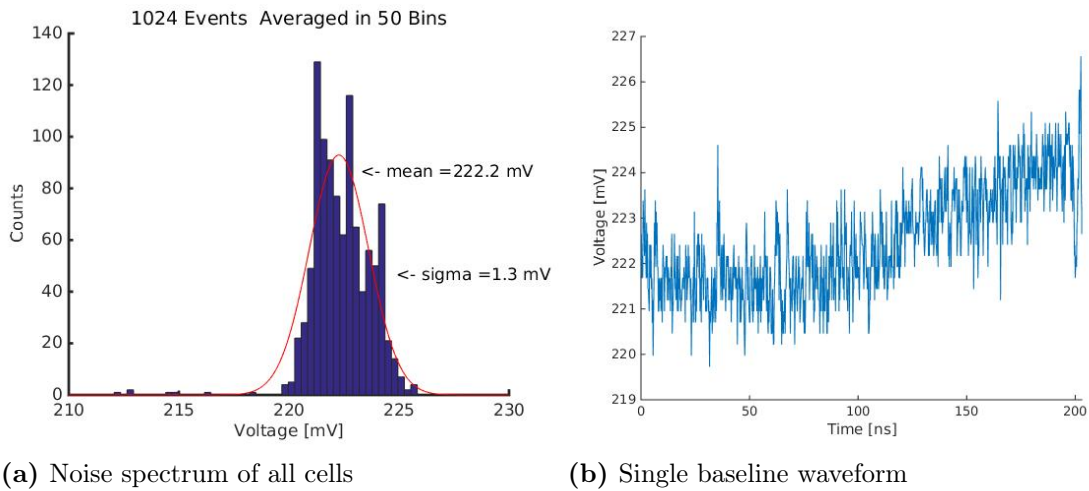 1024 Events Averaged in 50 Bins
140
120
100
80
60
40
20
0
Counts
<- mean =222.2 mV
<- sigma =1.3 mV
210 215 220 225 230
Voltage [mV]
227
226
225
224
223
222
221
220
219
Voltage [mV]
0 50 100 150 200
Time [ns]
(a) Noise spectrum of all cells
(b) Single baseline waveform